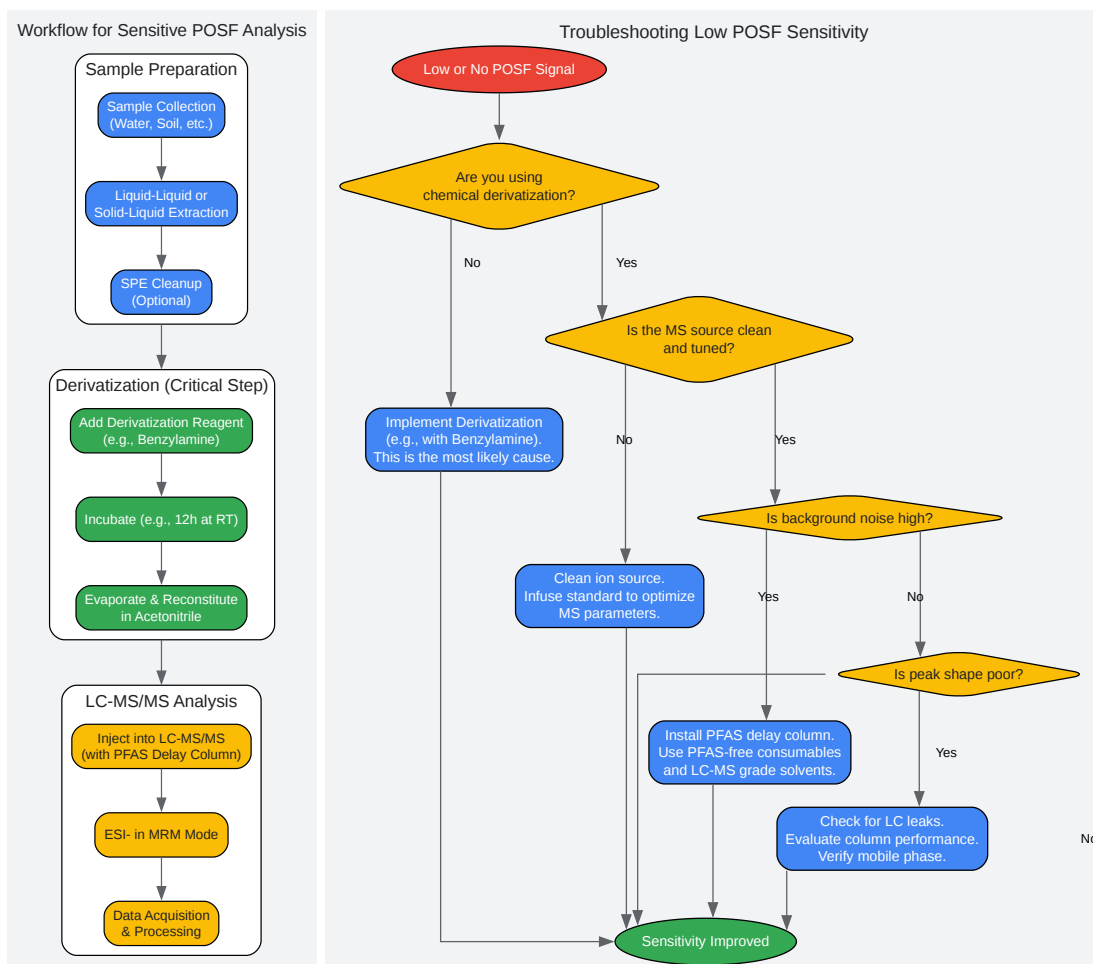 Workflow for Sensitive POSF Analysis
Sample Preparation
Sample Collection
(Water, Soil, etc.)
Liquid-Liquid or
Solid-Liquid Extraction
SPE Cleanup
(Optional)
Derivatization (Critical Step)
Add Derivatization Reagent
(e.g., Benzylamine)
Incubate (e.g., 12h at RT)
Evaporate & Reconstitute
in Acetonitrile
LC-MS/MS Analysis
Inject into LC-MS/MS
(with PFAS Delay Column)
ESI- in MRM Mode
Data Acquisition
& Processing
Troubleshooting Low POSF Sensitivity
Low or No POSF Signal
Are you using
chemical derivatization?
No
Yes
Is the MS source clean
and tuned?
Implement Derivatization
(e.g., with Benzylamine).
This is the most likely cause.
No
Yes
Is background noise high?
Clean ion source.
Infuse standard to optimize
MS parameters.
Yes
No
Is peak shape poor?
Install PFAS delay column.
Use PFAS-free consumables
and LC-MS grade solvents.
Yes
Check for LC leaks.
Evaluate column performance.
Verify mobile phase.
No
Sensitivity Improved